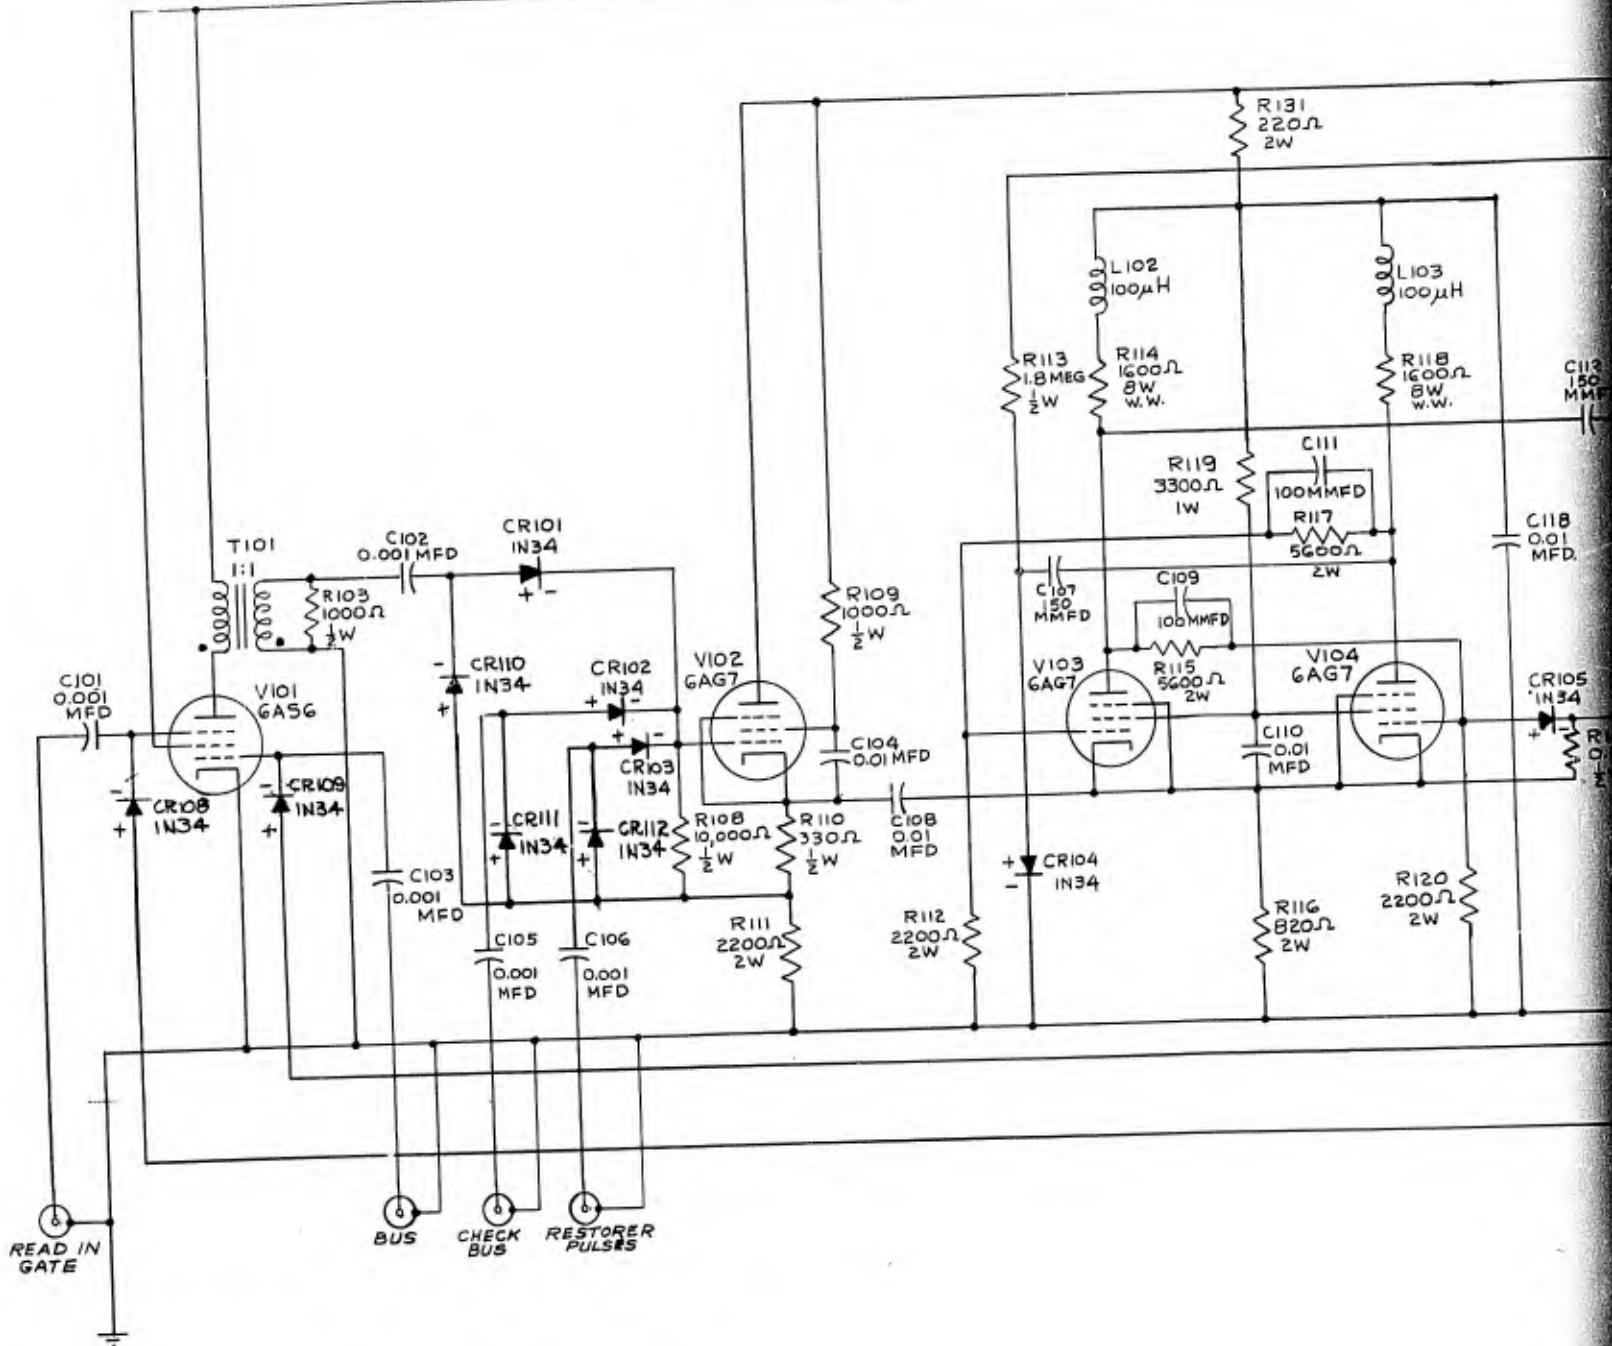 R131
220Ω
2W
L102
100μH
L103
100μH
R113
1.8 MEG
½W
R114
1600Ω
8W
W.W.
R118
1600Ω
8W
W.W.
150
R119
3300Ω
1W
C111
100MMFD
R117
5600Ω
2W
C118
0.01
MFD.
T101
1:1
C102
0.001 MFD
CR101
1N34
+ -
R103
1000Ω
½W
R109
1000Ω
½W
C107
150
MMFD
C109
100MMFD
R115
5600Ω
2W
C101
0.001
MFD
V101
6AS6
-
CR110
1N34
+
CR102
1N34
+ -
V102
6AG7
V103
6AG7
V104
6AG7
CR105
1N34
+ -
C104
0.01 MFD
C110
0.01
MFD
-
CR108
1N34
+
-
CR109
1N34
+
-
CR103
1N34
+
-
CR111
1N34
+
-
CR112
1N34
+
R108
10,000Ω
½W
R110
330Ω
½W
C108
0.01
MFD
+
CR104
1N34
-
C103
0.001
MFD
R111
2200Ω
2W
R112
2200Ω
2W
R116
820Ω
2W
R120
2200Ω
2W
C105
0.001
MFD
C106
0.001
MFD
READ IN
GATE
BUS
CHECK
BUS
RESTORER
PULSES